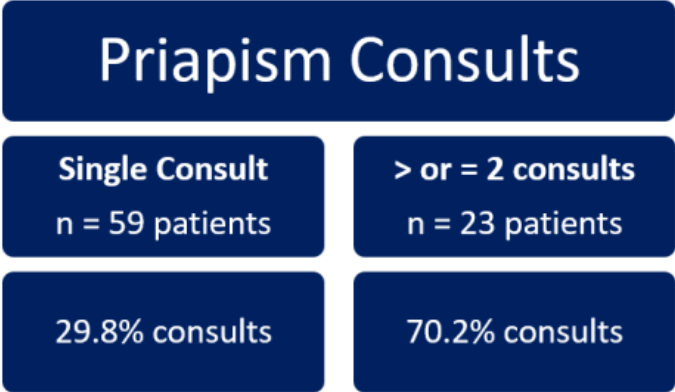 Priapism Consults
Single Consult
n = 59 patients
> or = 2 consults
n = 23 patients
29.8% consults
70.2% consults